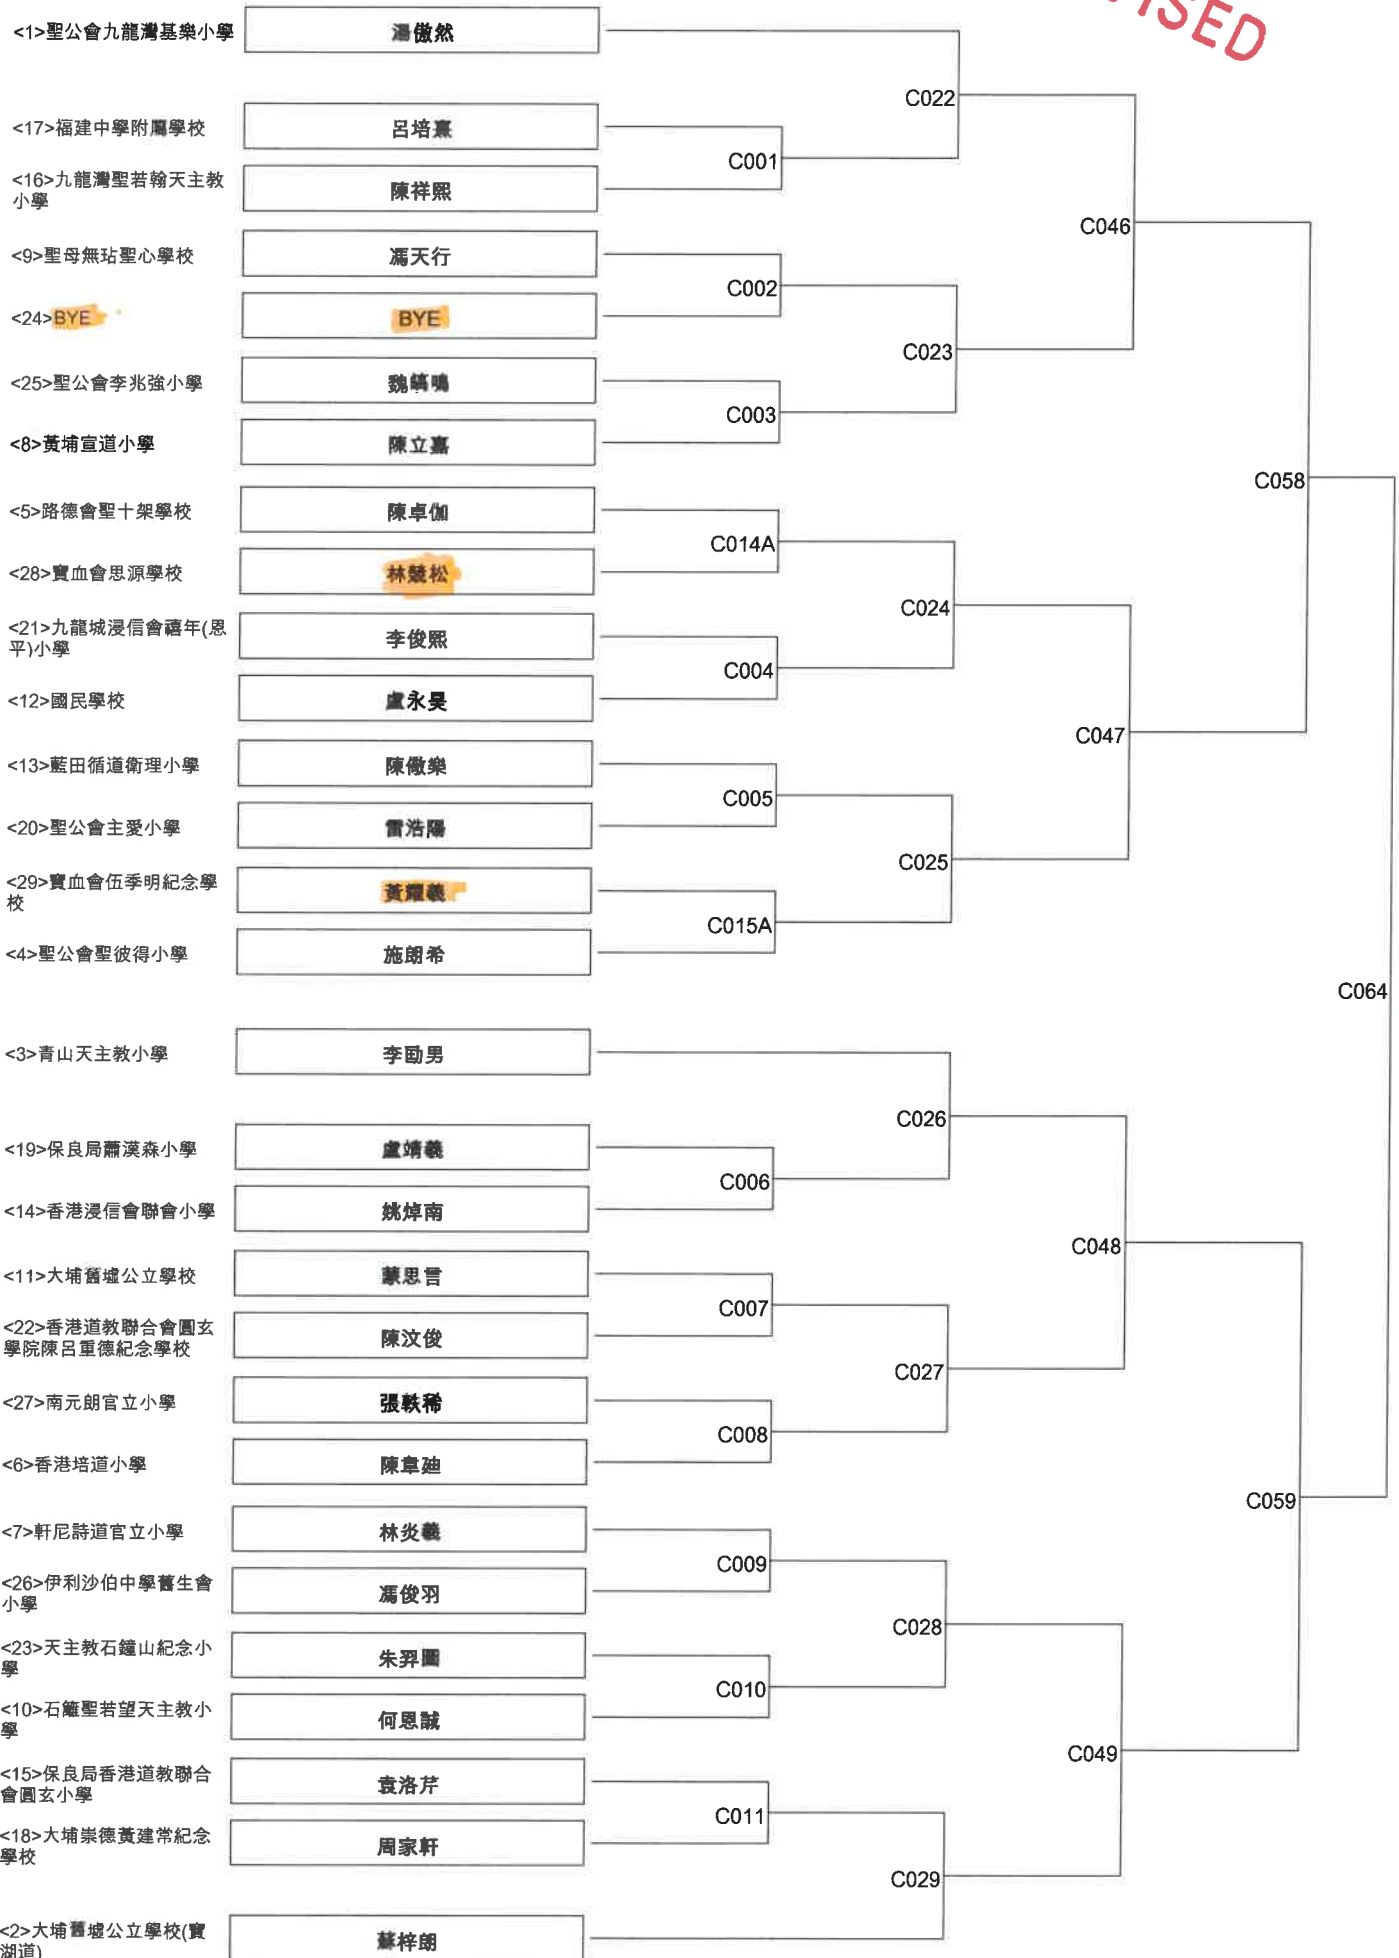 VISED
<1>聖公會九龍灣基樂小學 湯傲然
C022
<17>福建中學附屬學校 呂培熹
C001
<16>九龍灣聖若翰天主教
小學 陳祥熙
C046
<9>聖母無玷聖心學校 馮天行
C002
<24>BYE BYE
C023
<25>聖公會李兆強小學 魏
C003
<8>黃埔宣道小學 陳立嘉
C058
<5>路德會聖十架學校 陳卓伽
C014A
<28>寶血會思源學校 林競松
C024
<21>九龍城浸信會禧年(恩
平)小學 李俊熙
C004
<12>國民學校 盧永昊
C047
<13>藍田循道衛理小學 陳儆樂
C005
<20>聖公會主愛小學 雷浩陽
C025
<29>寶血會伍季明紀念學
校 黃耀羲
C015A
<4>聖公會聖彼得小學 施朗希
C064
<3>青山天主教小學 李勁男
C026
<19>保良局蕭漢森小學 盧靖羲
C006
<14>香港浸信會聯會小學 姚焯南
C048
<11>大埔舊墟公立學校 蒙思言
C007
<22>香港道教聯合會圓玄
學院陳呂重德紀念學校 陳汶俊
C027
<27>南元朗官立小學 張軼稀
C008
<6>香港培道小學 陳韋廸
C059
<7>軒尼詩道官立小學 林炎羲
C009
<26>伊利沙伯中學舊生會
小學 馮俊羽
C028
<23>天主教石鐘山紀念小
學 朱羿圖
C010
<10>石籬聖若望天主教小
學 何恩誠
C049
<15>保良局香港道教聯合
會圓玄小學 袁洛芹
C011
<18>大埔崇德黃建常紀念
學校 周家軒
C029
<2>大埔舊墟公立學校(寶
湖道) 蘇梓朗